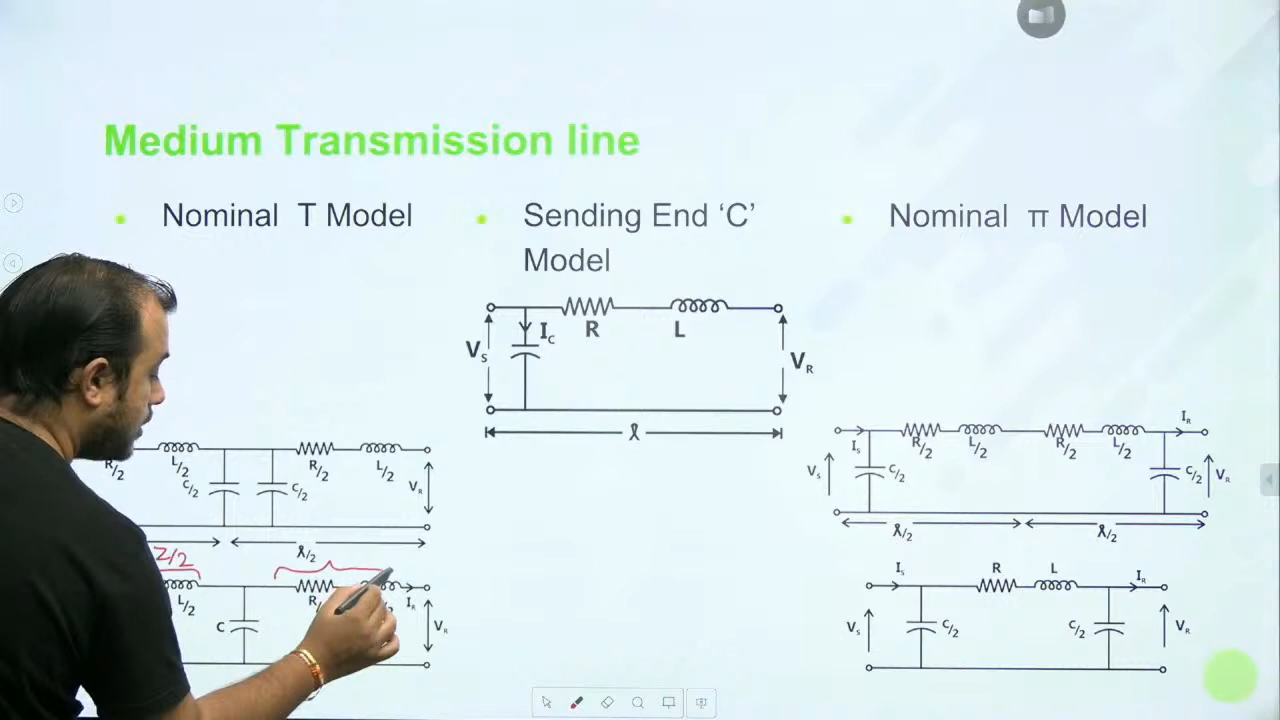 Medium Transmission line
Nominal T Model
Sending End ‘C’
Model
Nominal π Model
I_C
R
L
V_S
V_R
ℓ
R/2
L/2
C/2
C/2
R/2
L/2
V_R
ℓ/2
Z/2
L/2
C
I_R
V_R
I_R
I_S
R/2
L/2
R/2
L/2
V_S
C/2
C/2
V_R
ℓ/2
ℓ/2
I_S
R
L
I_R
V_S
C/2
C/2
V_R